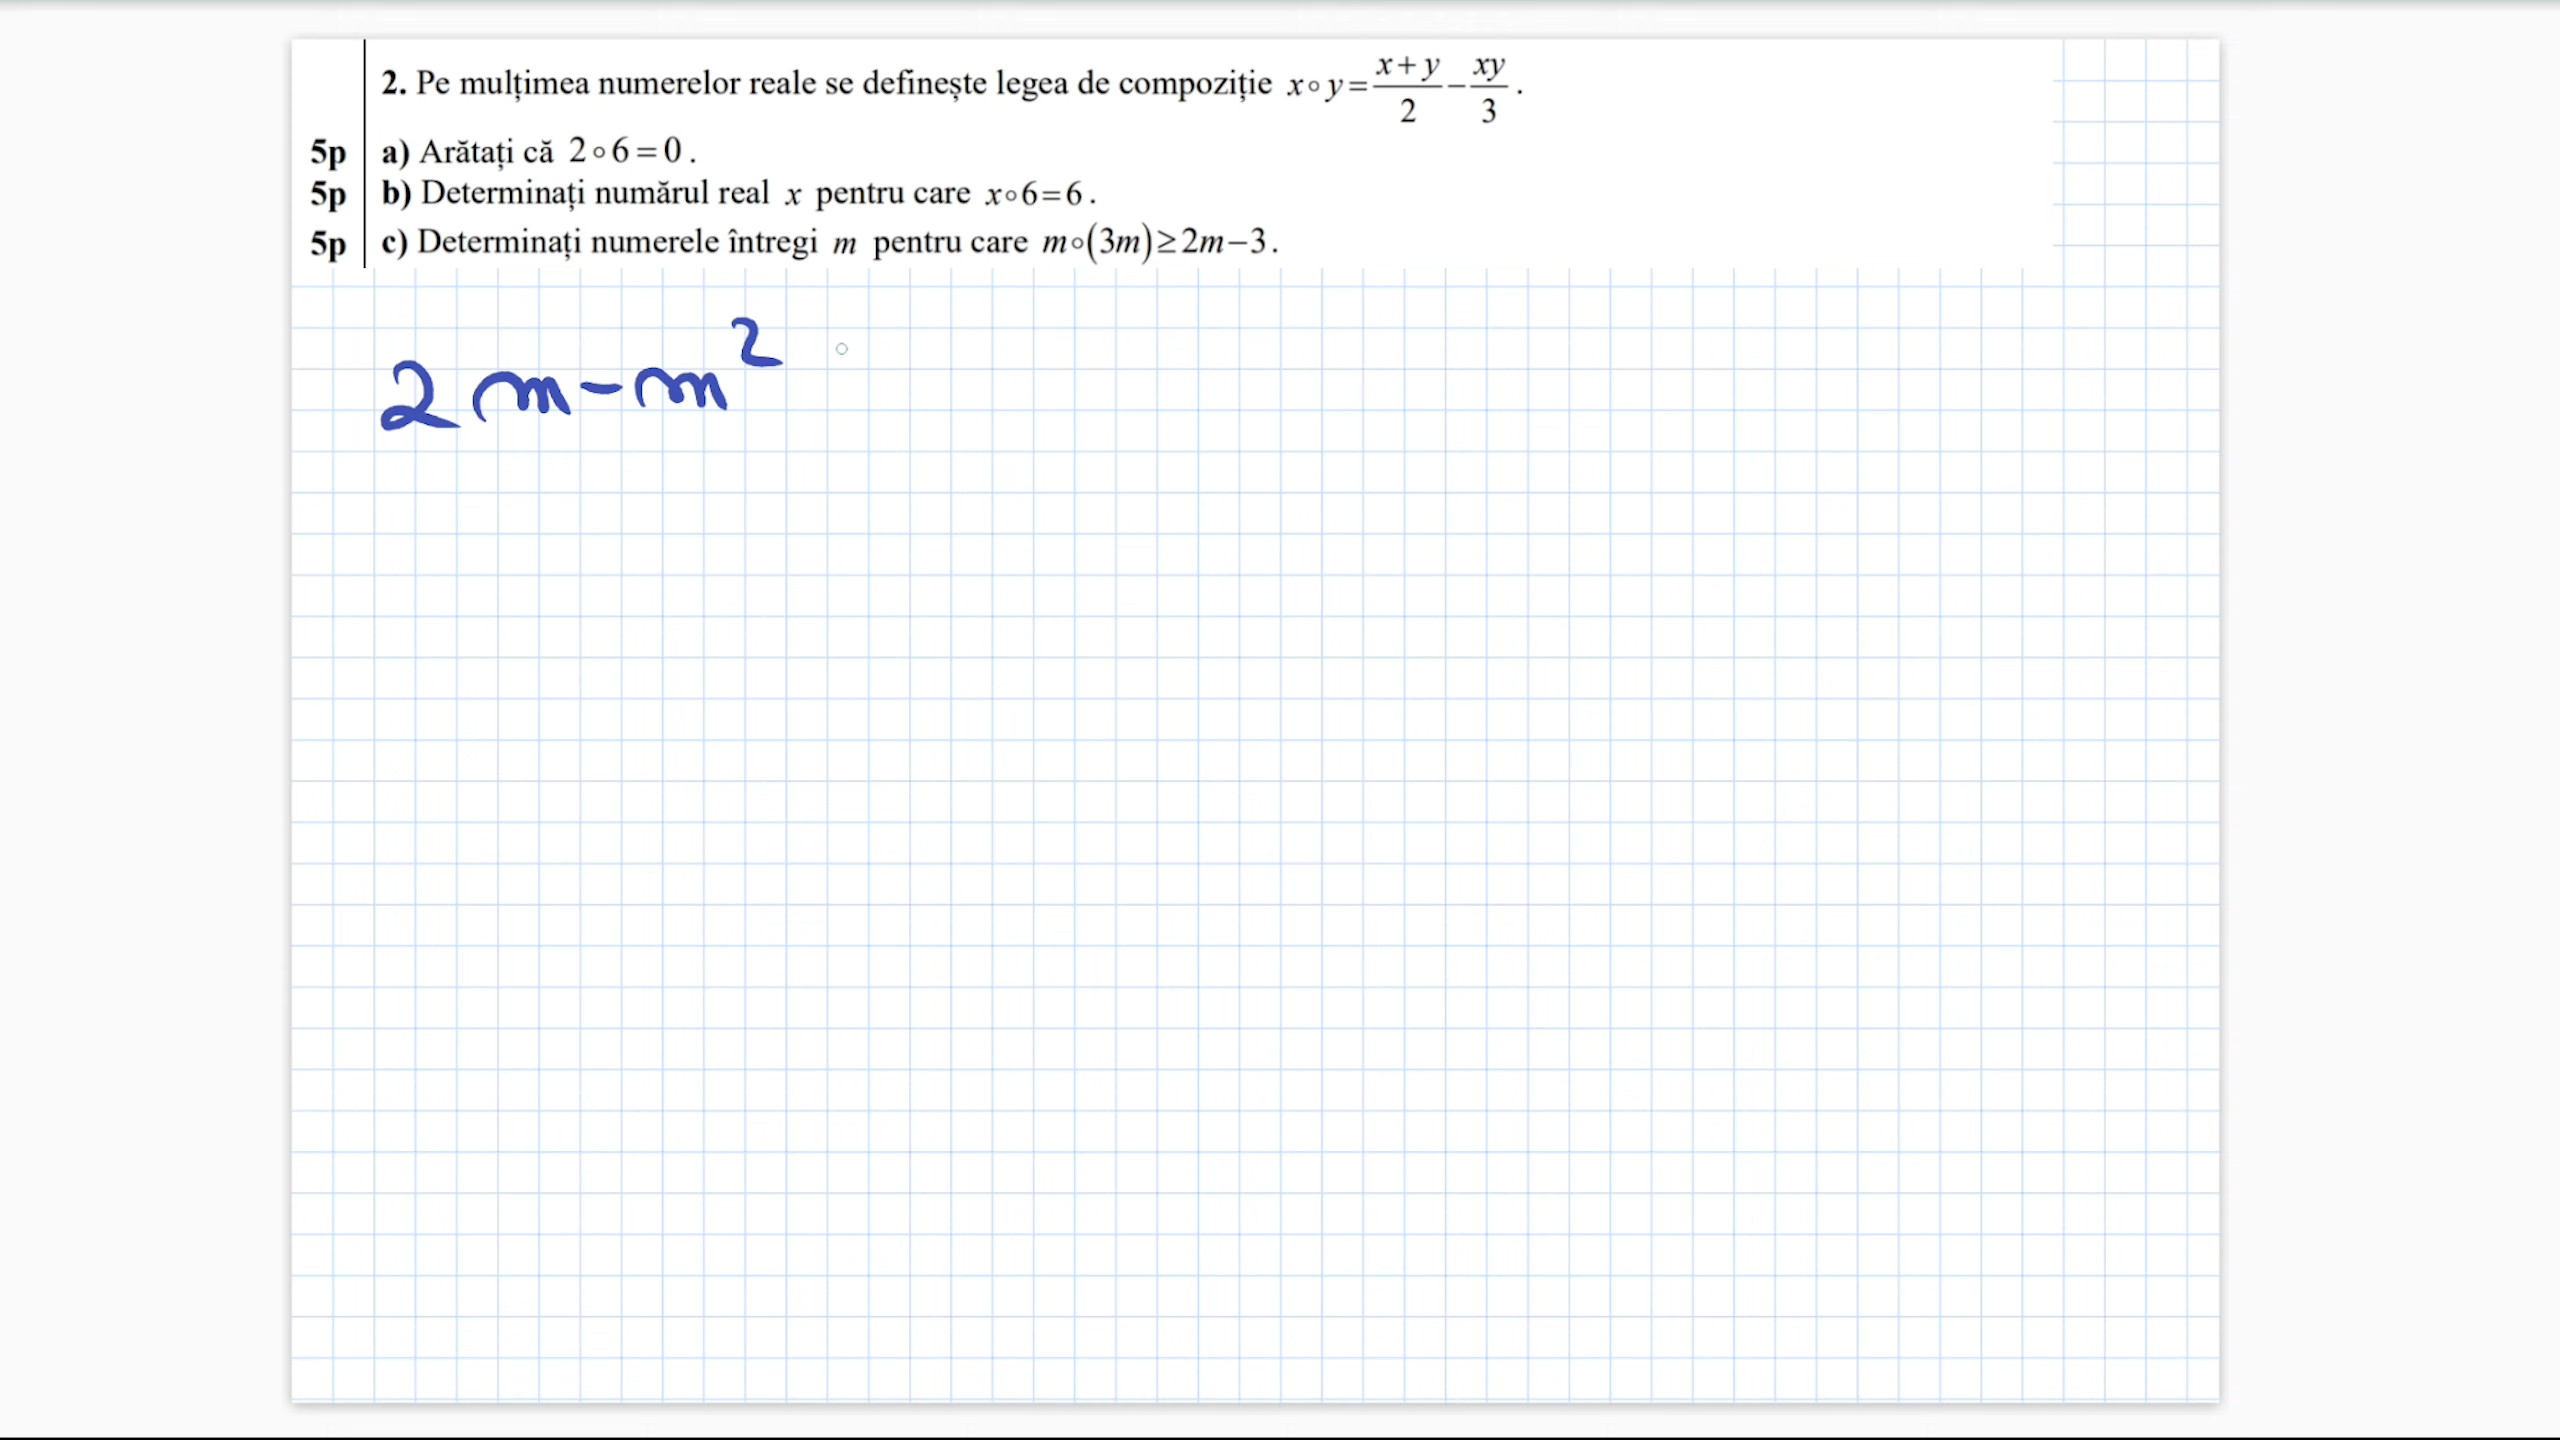 2. Pe mulțimea numerelor reale se definește legea de compoziție x∘y = (x+y)/2 − xy/3 .
5p a) Arătați că 2∘6=0.
5p b) Determinați numărul real x pentru care x∘6=6.
5p c) Determinați numerele întregi m pentru care m∘(3m)≥2m−3.
2m−m²